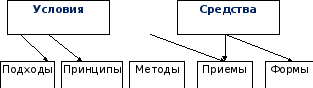 Условия
Средства
Подходы
Принципы
Методы
Приемы
Формы